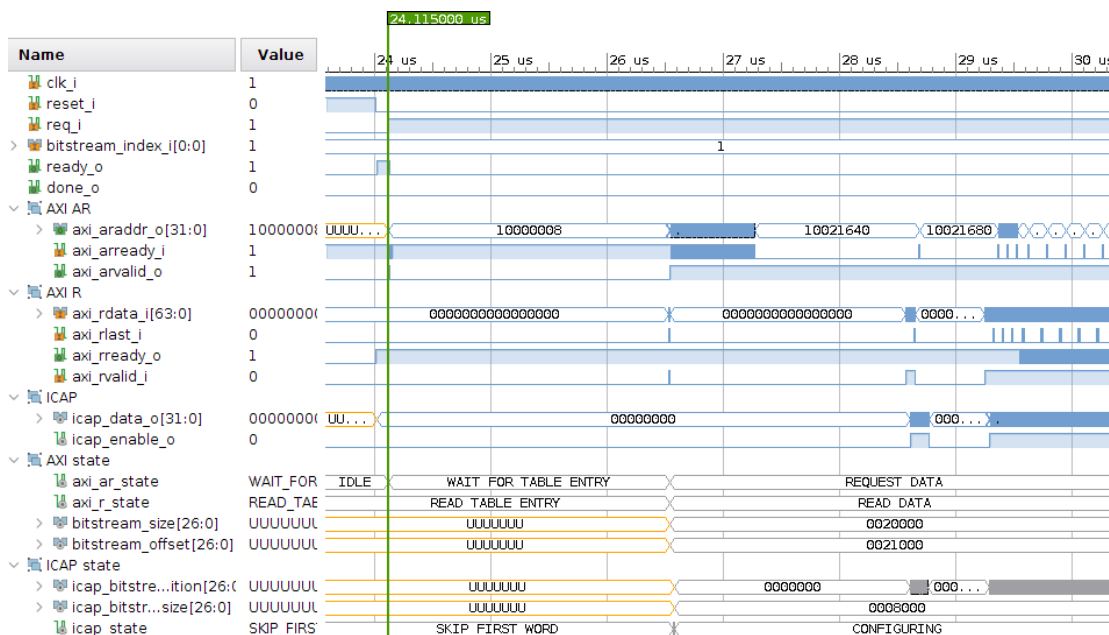 24.115000 us
Name Value 24 us 25 us 26 us 27 us 28 us 29 us 30 us
clk_i 1
reset_i 0
req_i 1
bitstream_index_i[0:0] 1 1
ready_o 1
done_o 0
AXI AR
axi_araddr_o[31:0] 10000008 UUUU... 10000008 . 10021640 10021680 . . . .
axi_arready_i 1
axi_arvalid_o 1
AXI R
axi_rdata_i[63:0] 00000000 0000000000000000 0000000000000000 0000...
axi_rlast_i 0
axi_rready_o 1
axi_rvalid_i 0
ICAP
icap_data_o[31:0] 00000000 UU... 00000000 000... .
icap_enable_o 0
AXI state
axi_ar_state WAIT_FOR IDLE WAIT FOR TABLE ENTRY REQUEST DATA
axi_r_state READ_TAE READ TABLE ENTRY READ DATA
bitstream_size[26:0] UUUUUUU UUUUUUU 0020000
bitstream_offset[26:0] UUUUUUU UUUUUUU 0021000
ICAP state
icap_bitstre...ition[26:0 UUUUUUU UUUUUUU 0000000 000...
icap_bitstr...size[26:0] UUUUUUU UUUUUUU 0008000
icap_state SKIP FIRS SKIP FIRST WORD CONFIGURING